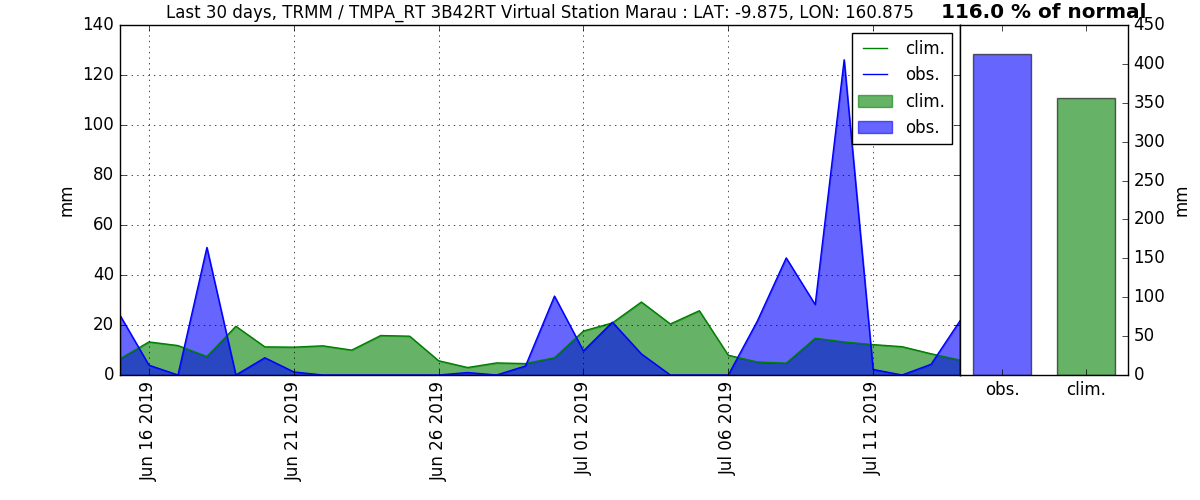 Last 30 days, TRMM / TMPA_RT 3B42RT Virtual Station Marau : LAT: -9.875, LON: 160.875
116.0 % of normal
140
120
100
80
60
40
20
0
mm
clim.
obs.
clim.
obs.
450
400
350
300
250
200
150
100
50
0
mm
Jun 16 2019
Jun 21 2019
Jun 26 2019
Jul 01 2019
Jul 06 2019
Jul 11 2019
obs.
clim.